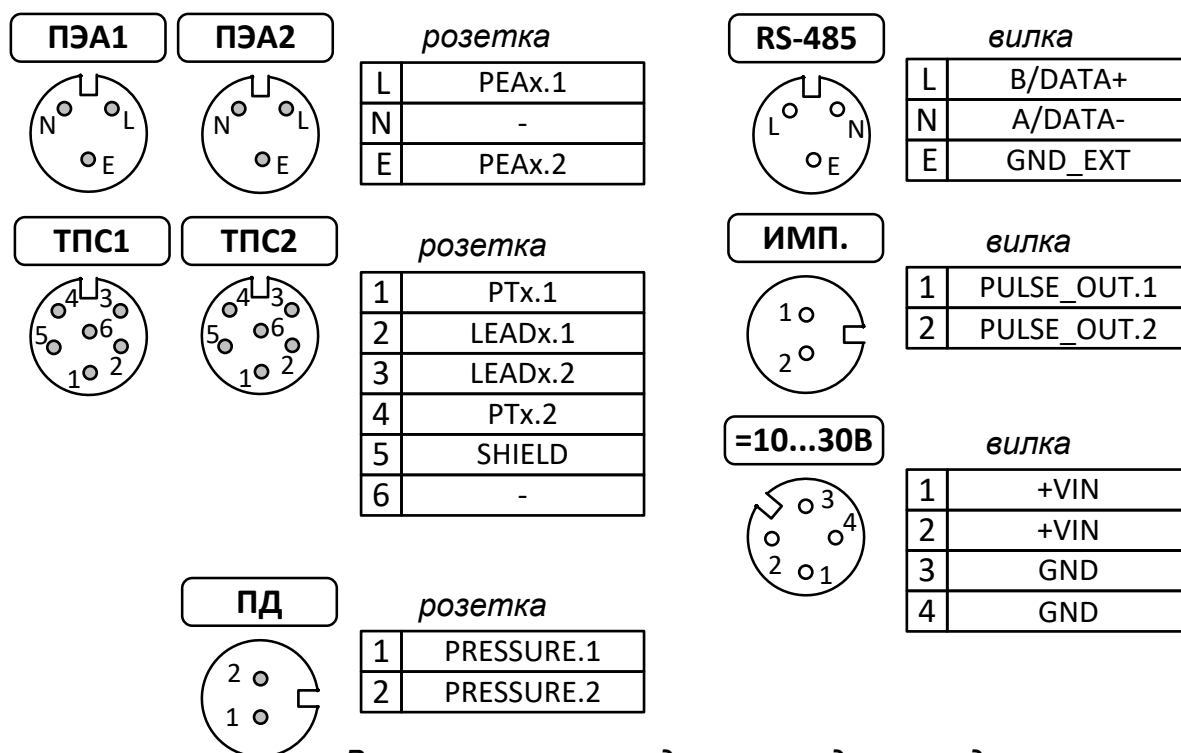 ПЭА1 ПЭА2 розетка
N L E
N L E
L PEAx.1
N -
E PEAx.2
RS-485 вилка
L N E
L B/DATA+
N A/DATA-
E GND_EXT
ТПС1 ТПС2 розетка
4 3 5 6 1 2
4 3 5 6 1 2
1 PTx.1
2 LEADx.1
3 LEADx.2
4 PTx.2
5 SHIELD
6 -
ИМП. вилка
1
2
1 PULSE_OUT.1
2 PULSE_OUT.2
=10...30В вилка
3 4 2 1
1 +VIN
2 +VIN
3 GND
4 GND
ПД розетка
2
1
1 PRESSURE.1
2 PRESSURE.2